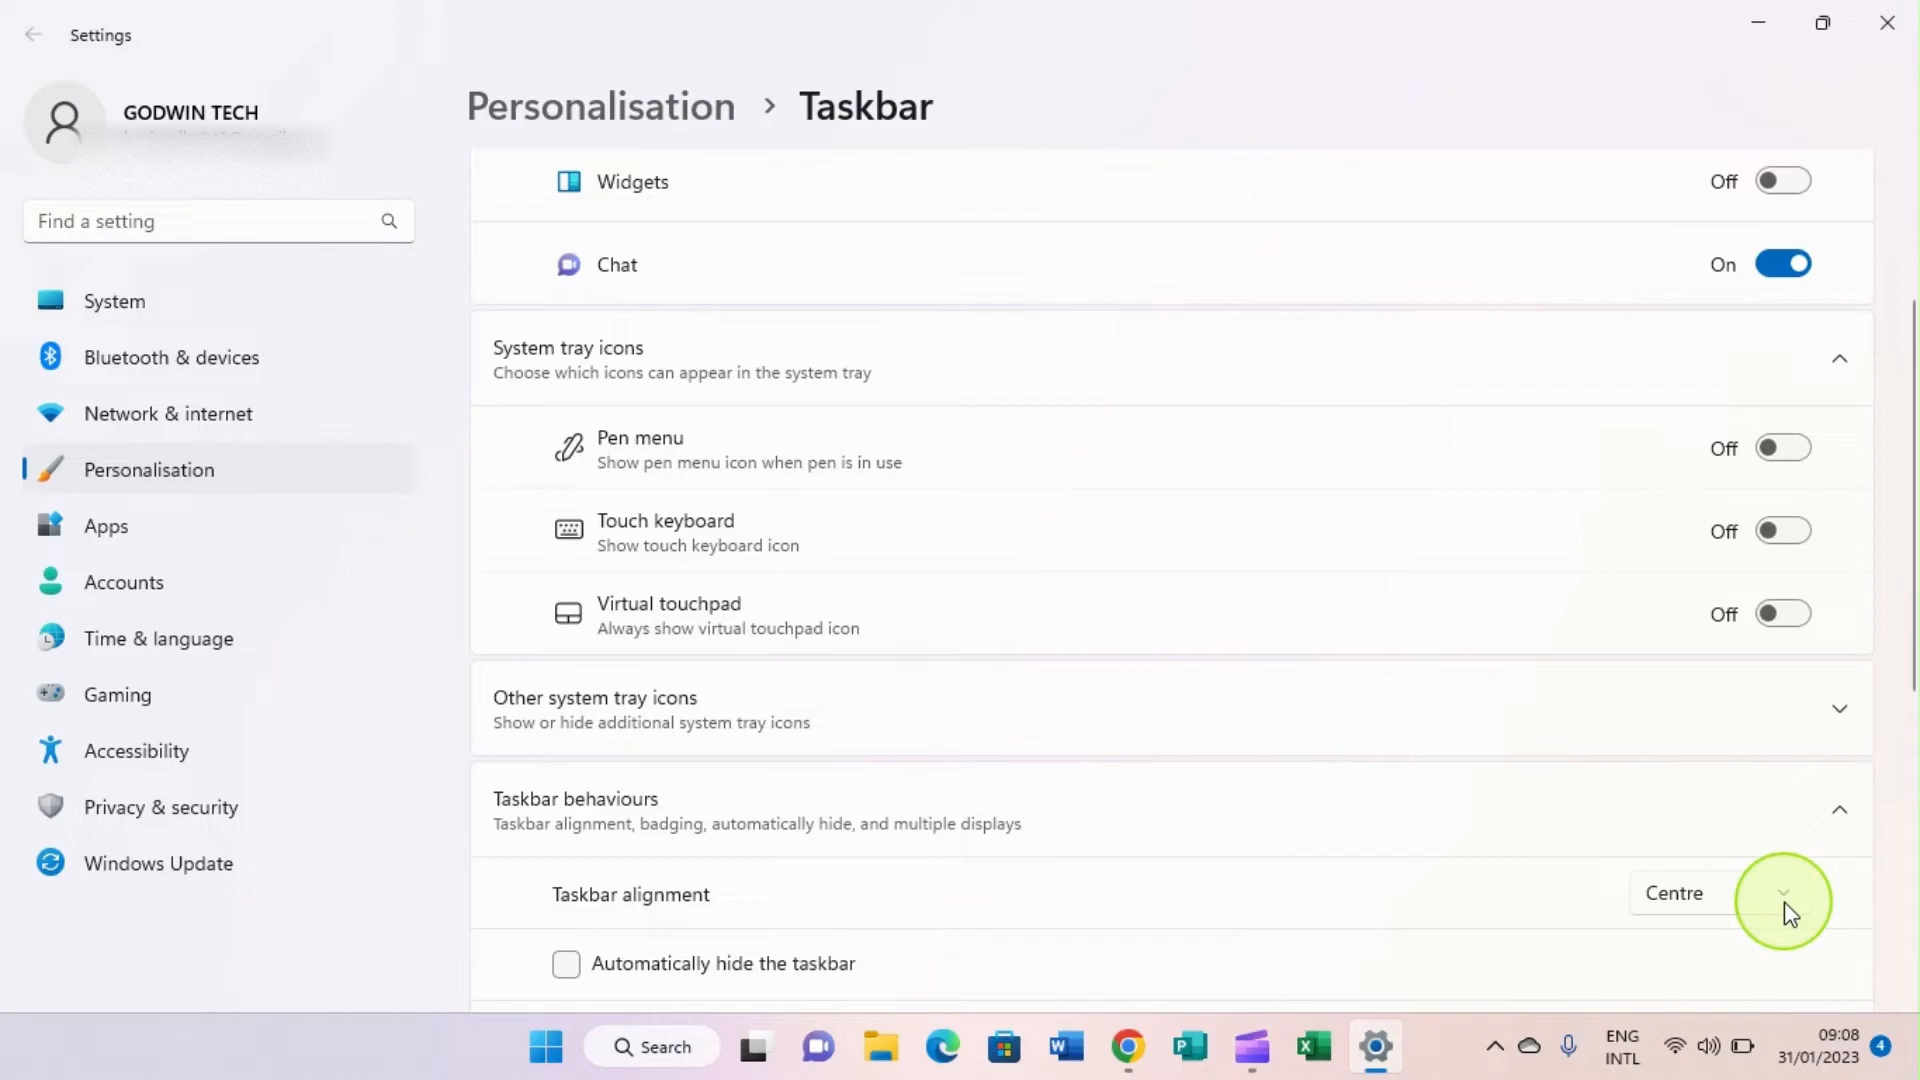 Settings
GODWIN TECH
Find a setting
System
Bluetooth & devices
Network & internet
Personalisation
Apps
Accounts
Time & language
Gaming
Accessibility
Privacy & security
Windows Update
Personalisation > Taskbar
Widgets Off
Chat On
System tray icons
Choose which icons can appear in the system tray
Pen menu
Show pen menu icon when pen is in use
Off
Touch keyboard
Show touch keyboard icon
Off
Virtual touchpad
Always show virtual touchpad icon
Off
Other system tray icons
Show or hide additional system tray icons
Taskbar behaviours
Taskbar alignment, badging, automatically hide, and multiple displays
Taskbar alignment Centre
Automatically hide the taskbar
Search
ENG
INTL
09:08
31/01/2023
4